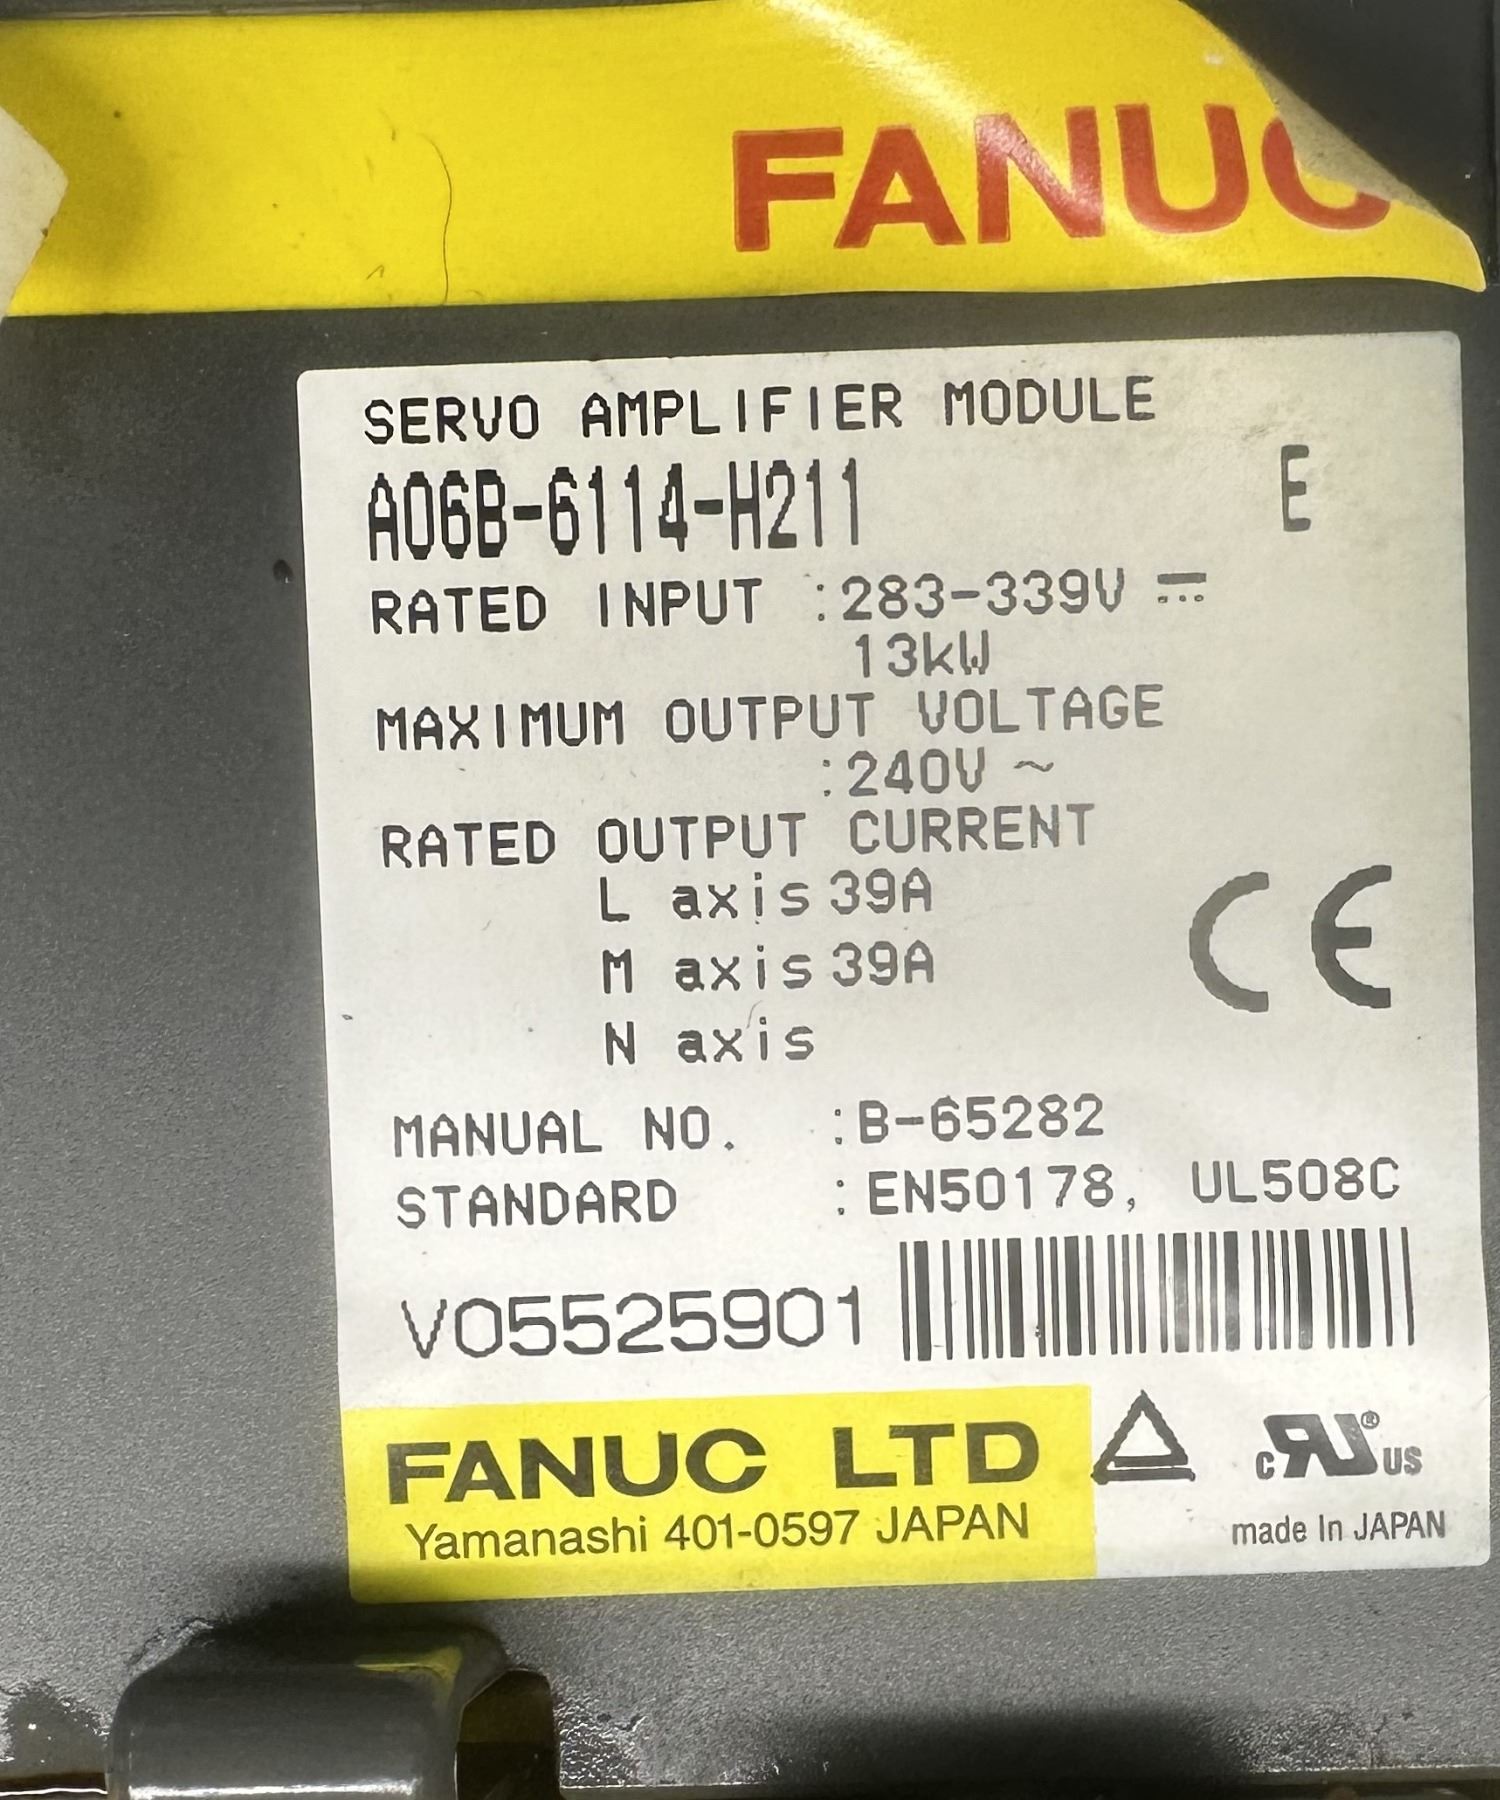 FANUC
SERVO AMPLIFIER MODULE
A06B-6114-H211 E
RATED INPUT :283-339V ⎓
13kW
MAXIMUM OUTPUT VOLTAGE
:240V ~
RATED OUTPUT CURRENT
L axis 39A
M axis 39A
N axis
MANUAL NO. :B-65282
STANDARD :EN50178, UL508C
CE
V05525901
FANUC LTD
Yamanashi 401-0597 JAPAN
c RU ® US
made In JAPAN